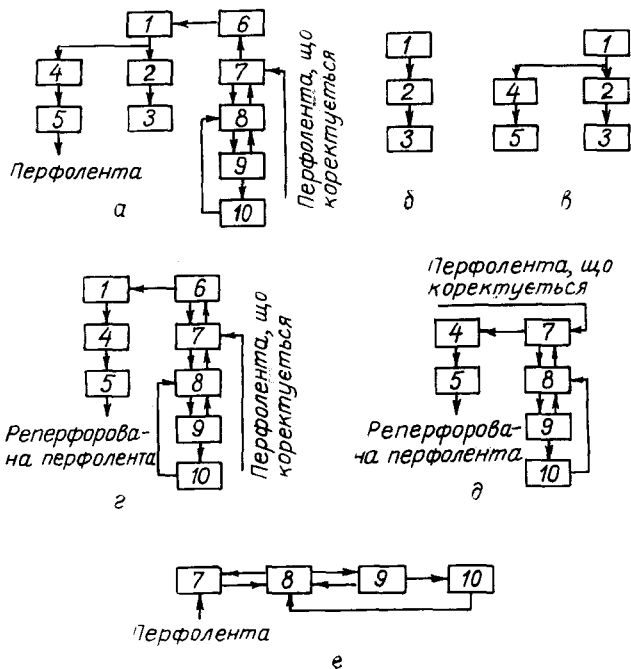 1 6
4 2 7
5 3 8
9
10
Перфолента
Перфолента, що
коректується
а
1
2
3
б
1
4 2
5 3
в
1 6
4 7
5 8
9
10
Реперфорова-
на перфолента
Перфолента, що
коректується
г
Перфолента, що
коректується
4 7
5 8
9
10
Реперфорова-
на перфолента
д
7 8 9 10
Перфолента
е